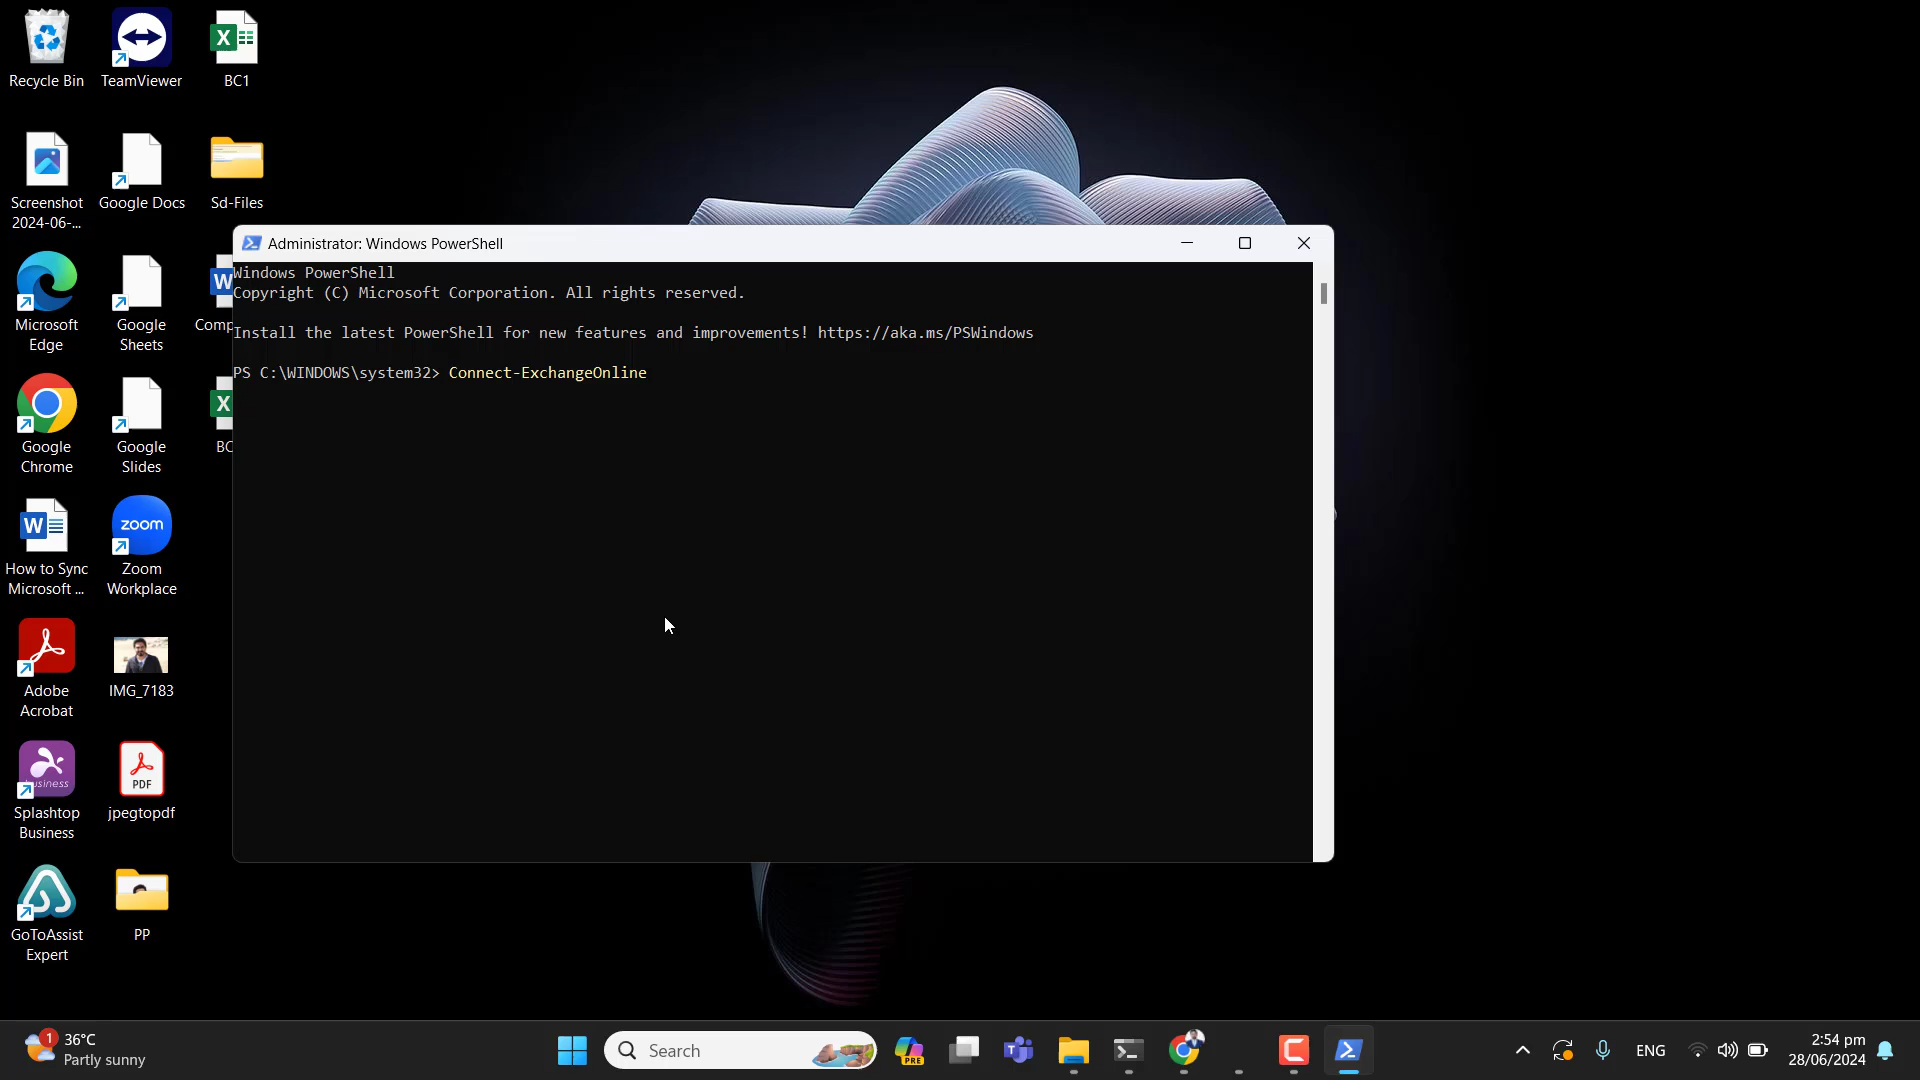 Recycle Bin
TeamViewer
BC1
Screenshot
2024-06-...
Google Docs
Sd-Files
Microsoft
Edge
Google
Sheets
Comp
Google
Chrome
Google
Slides
BC
How to Sync
Microsoft ...
zoom
Zoom
Workplace
Adobe
Acrobat
IMG_7183
business
Splashtop
Business
PDF
jpegtopdf
GoToAssist
Expert
PP
Administrator: Windows PowerShell
Windows PowerShell
Copyright (C) Microsoft Corporation. All rights reserved.
Install the latest PowerShell for new features and improvements! https://aka.ms/PSWindows
PS C:\WINDOWS\system32> Connect-ExchangeOnline
1
36°C
Partly sunny
Search
PRE
ENG
2:54 pm
28/06/2024